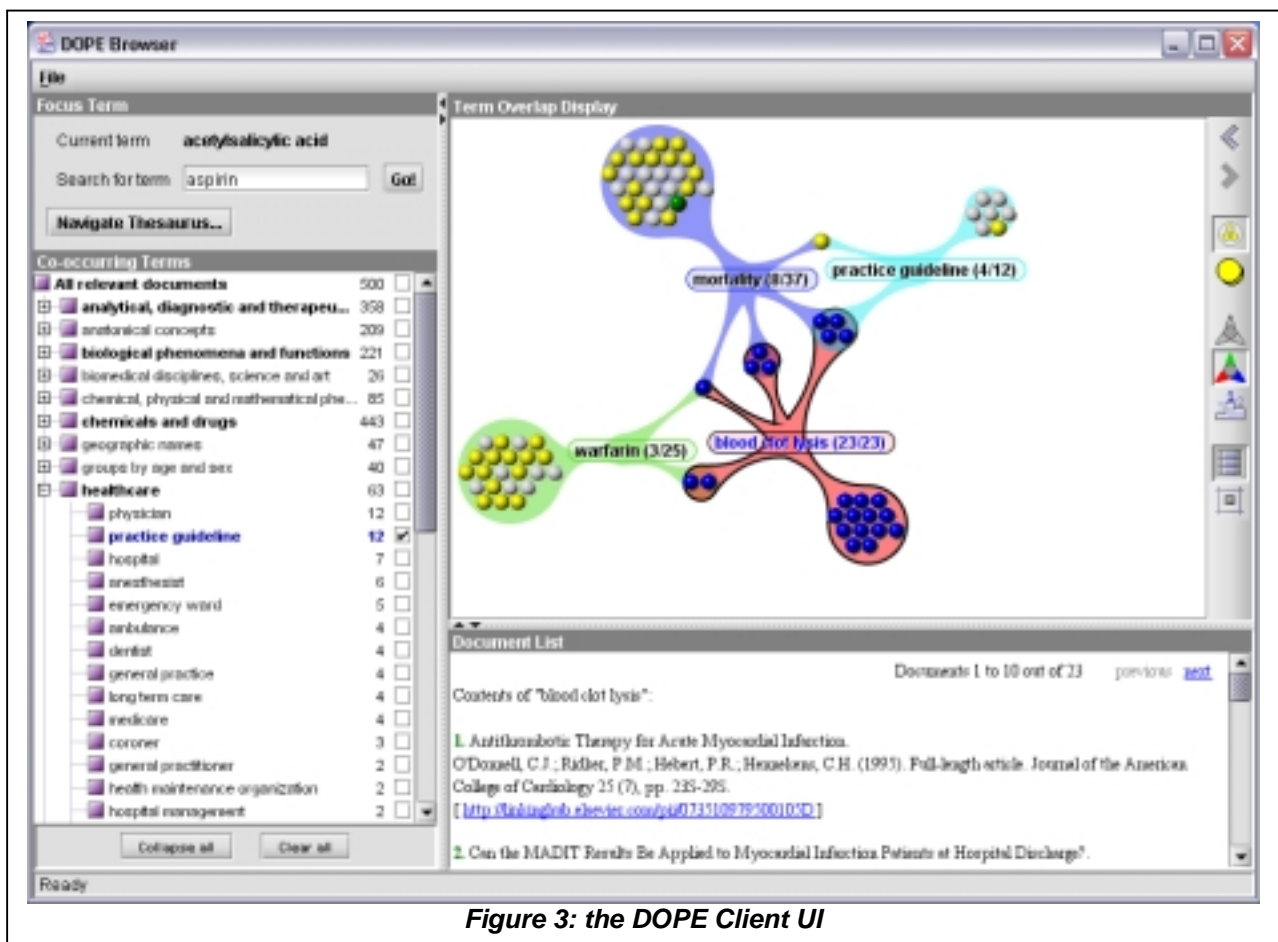 DOPE Browser
File
Focus Term
Current term acetylsalicylic acid
Search for term aspirin Go!
Navigate Thesaurus...
Co-occurring Terms
All relevant documents 500
analytical, diagnostic and therapeu... 358
anatomical concepts 209
biological phenomena and functions 221
biomedical disciplines, science and art 26
chemical, physical and mathematical phe... 85
chemicals and drugs 443
geographic names 47
groups by age and sex 40
healthcare 63
physician 12
practice guideline 12
hospital 7
anesthesist 6
emergency ward 5
ambulance 4
dentist 4
general practice 4
long term care 4
medicare 4
coroner 3
general practitioner 2
health maintenance organization 2
hospital management 2
Collapse all Clear all
Ready
Term Overlap Display
mortality (8/37)
practice guideline (4/12)
warfarin (3/25)
blood clot lysis (23/23)
Document List
Documents 1 to 10 out of 23 previous next
Contents of "blood clot lysis":
1. Antithrombotic Therapy for Acute Myocardial Infarction.
O'Donnell, C.J.; Ridker, P.M.; Hebert, P.R.; Hennekens, C.H. (1995). Full-length article. Journal of the American
College of Cardiology 25 (7), pp. 23S-29S.
2. Can the MADIT Results Be Applied to Myocardial Infarction Patients at Hospital Discharge?.
Figure 3: the DOPE Client UI